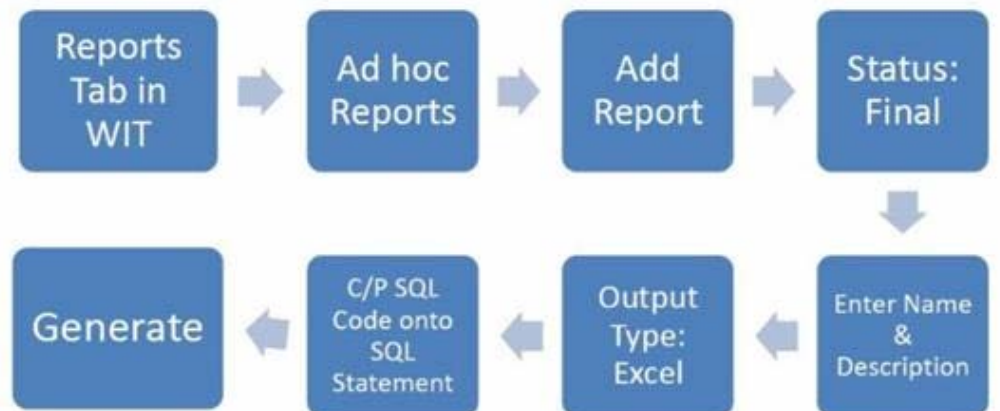 Reports
Tab in
WIT
Ad hoc
Reports
Add
Report
Status:
Final
Enter Name
&
Description
Output
Type:
Excel
C/P SQL
Code onto
SQL
Statement
Generate